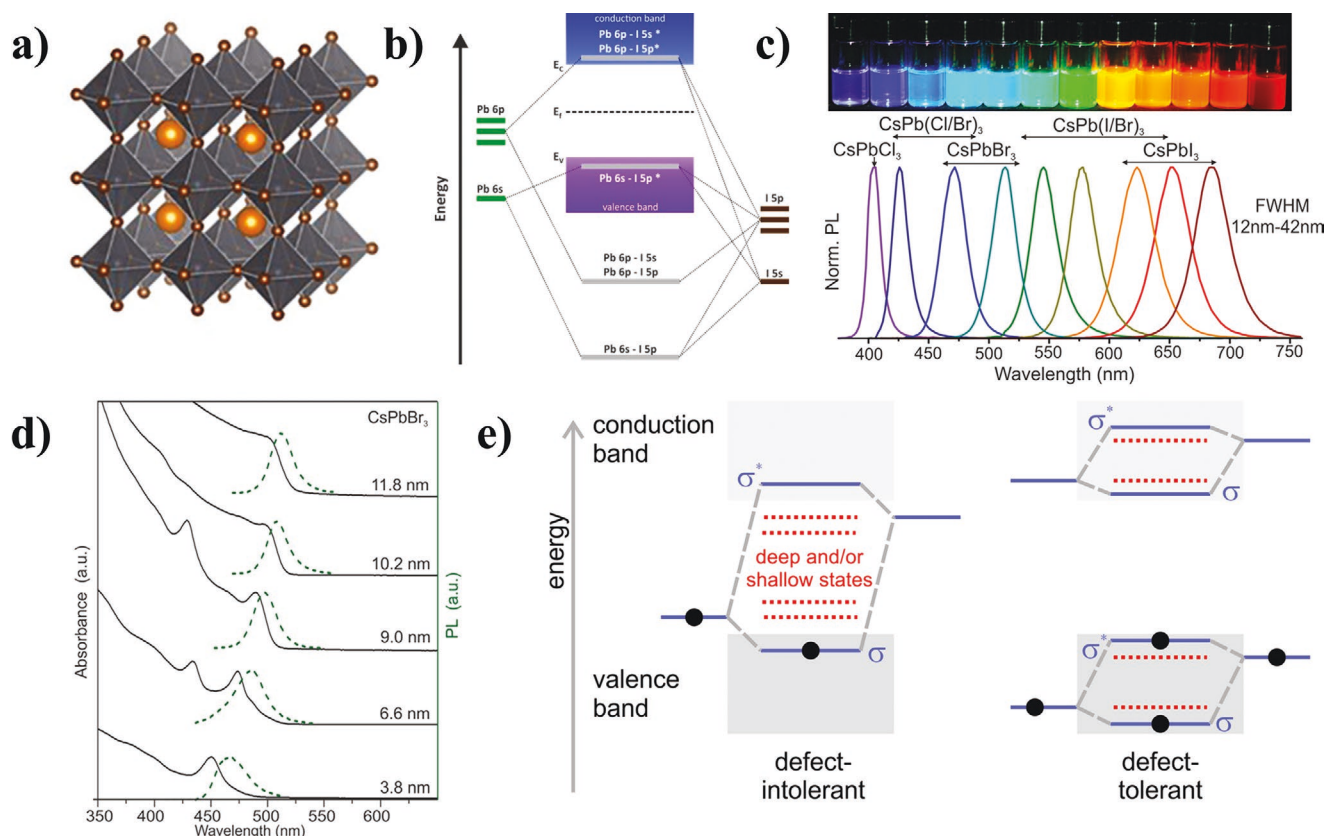 a)
b)
conduction band
Pb 6p - I 5s *
Pb 6p - I 5p*
Ec
Pb 6p
Ef
Ev
Pb 6s
Pb 6s - I 5p *
valence band
I 5p
Pb 6p - I 5s
Pb 6p - I 5p
I 5s
Pb 6s - I 5p
Energy
c)
CsPb(Cl/Br)3
CsPb(I/Br)3
CsPbCl3
CsPbBr3
CsPbI3
FWHM
12nm-42nm
Norm. PL
400 450 500 550 600 650 700 750
Wavelength (nm)
d)
CsPbBr3
11.8 nm
10.2 nm
9.0 nm
6.6 nm
3.8 nm
Absorbance (a.u.)
PL (a.u.)
350 400 450 500 550 600
Wavelength (nm)
e)
energy
conduction
band
σ*
deep and/or
shallow states
σ
valence
band
defect-
intolerant
σ*
σ
σ*
σ
defect-
tolerant